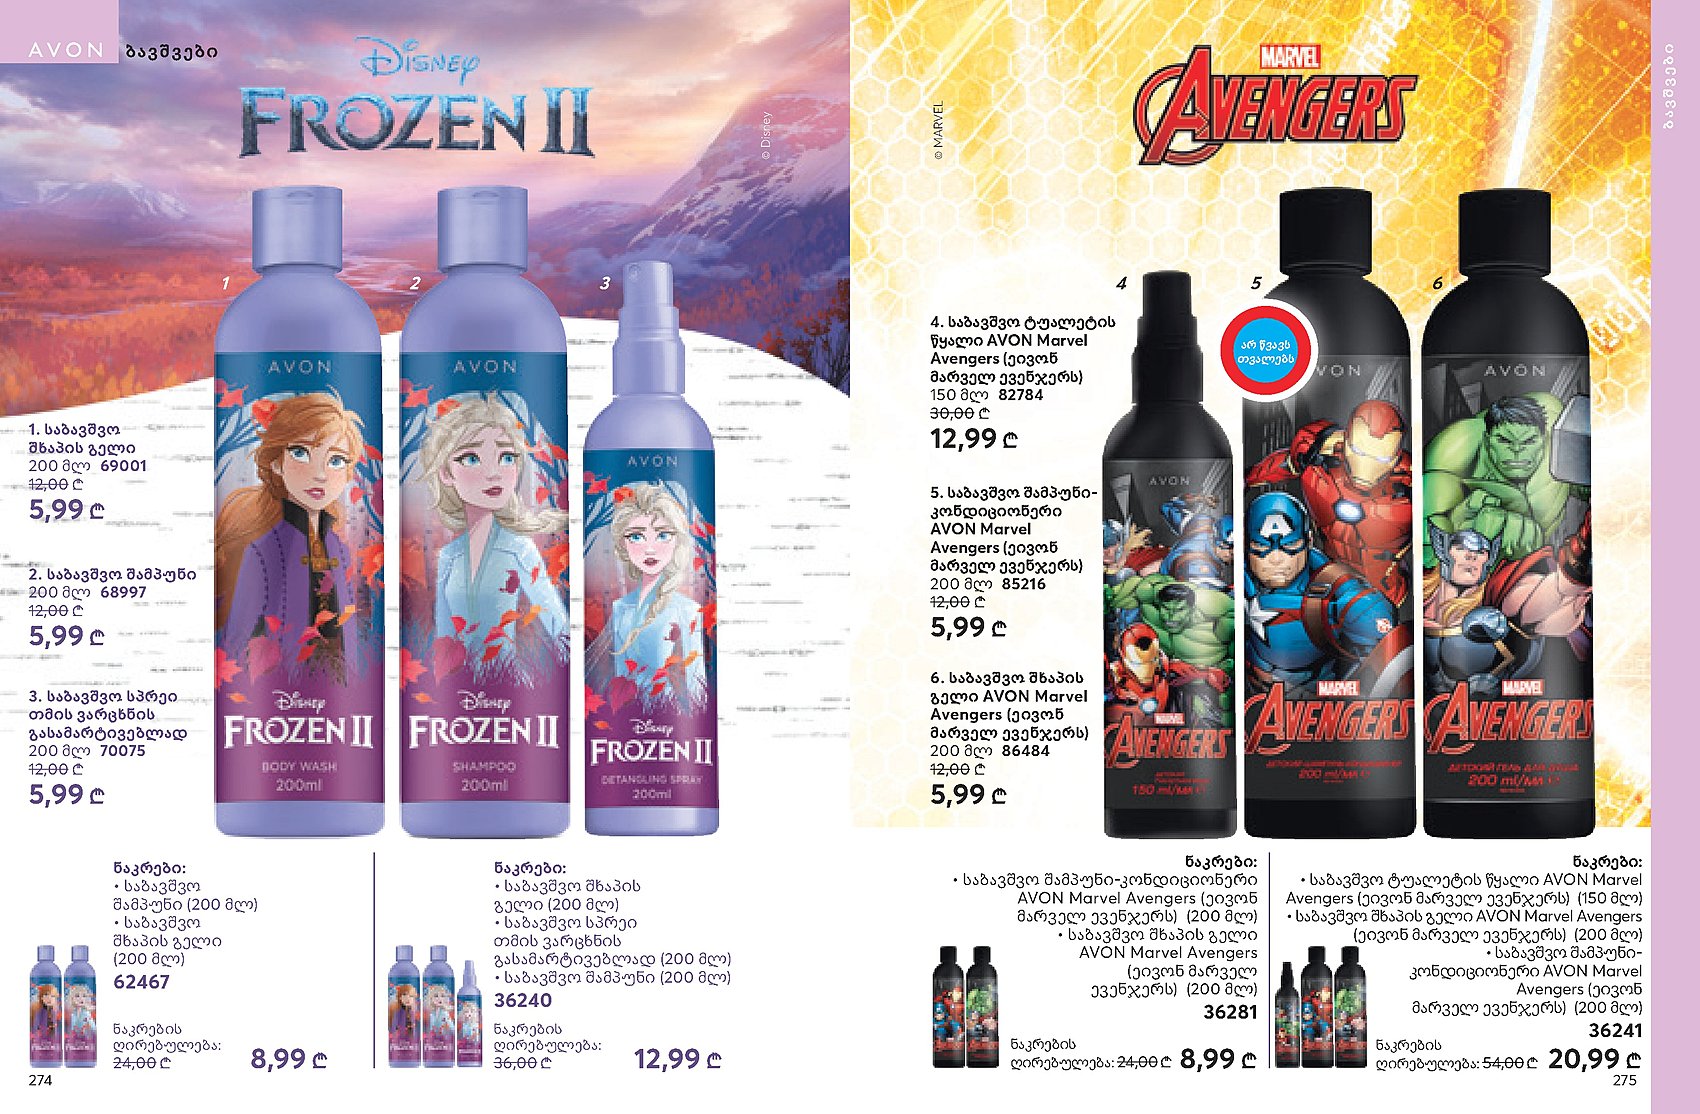 AVON ბავშვები
DISNEY
FROZEN II
© Disney
1
2
3
1. საბავშვო
შხაპის გელი
200 მლ 69001
12,00 ₾
5,99 ₾
2. საბავშვო შამპუნი
200 მლ 68997
12,00 ₾
5,99 ₾
3. საბავშვო სპრეი
თმის ვარცხნის
გასამარტივებლად
200 მლ 70075
12,00 ₾
5,99 ₾
AVON
Disney
FROZEN II
BODY WASH
200ml
AVON
Disney
FROZEN II
SHAMPOO
200ml
AVON
Disney
FROZEN II
DETANGLING SPRAY
200ml
ნაკრები:
• საბავშვო
შამპუნი (200 მლ)
• საბავშვო
შხაპის გელი
(200 მლ)
62467
ნაკრების
ღირებულება:
24,00 ₾ 8,99 ₾
274
ნაკრები:
• საბავშვო შხაპის
გელი (200 მლ)
• საბავშვო სპრეი
თმის ვარცხნის
გასამარტივებლად (200 მლ)
• საბავშვო შამპუნი (200 მლ)
36240
ნაკრების
ღირებულება:
36,00 ₾ 12,99 ₾
© MARVEL
MARVEL
AVENGERS
ბავშვები
4
5
6
4. საბავშვო ტუალეტის
წყალი AVON Marvel
Avengers (ეივონ
მარველ ევენჯერს)
150 მლ 82784
30,00 ₾
12,99 ₾
5. საბავშვო შამპუნი-
კონდიციონერი
AVON Marvel
Avengers (ეივონ
მარველ ევენჯერს)
200 მლ 85216
12,00 ₾
5,99 ₾
6. საბავშვო შხაპის
გელი AVON Marvel
Avengers (ეივონ
მარველ ევენჯერს)
200 მლ 86484
12,00 ₾
5,99 ₾
არ წვავს
თვალებს
AVON
MARVEL
AVENGERS
150 ml/мл
VON
MARVEL
AVENGERS
200 ml/мл
AVON
MARVEL
AVENGERS
ДЕТСКИЙ ГЕЛЬ ДЛЯ ДУША
200 ml/мл
ნაკრები:
• საბავშვო შამპუნი-კონდიციონერი
AVON Marvel Avengers (ეივონ
მარველ ევენჯერს) (200 მლ)
• საბავშვო შხაპის გელი
AVON Marvel Avengers
(ეივონ მარველ
ევენჯერს) (200 მლ)
36281
ნაკრების
ღირებულება: 24,00 ₾ 8,99 ₾
ნაკრები:
• საბავშვო ტუალეტის წყალი AVON Marvel
Avengers (ეივონ მარველ ევენჯერს) (150 მლ)
• საბავშვო შხაპის გელი AVON Marvel Avengers
(ეივონ მარველ ევენჯერს) (200 მლ)
• საბავშვო შამპუნი-
კონდიციონერი AVON Marvel
Avengers (ეივონ
მარველ ევენჯერს) (200 მლ)
36241
ნაკრების
ღირებულება: 54,00 ₾ 20,99 ₾
275